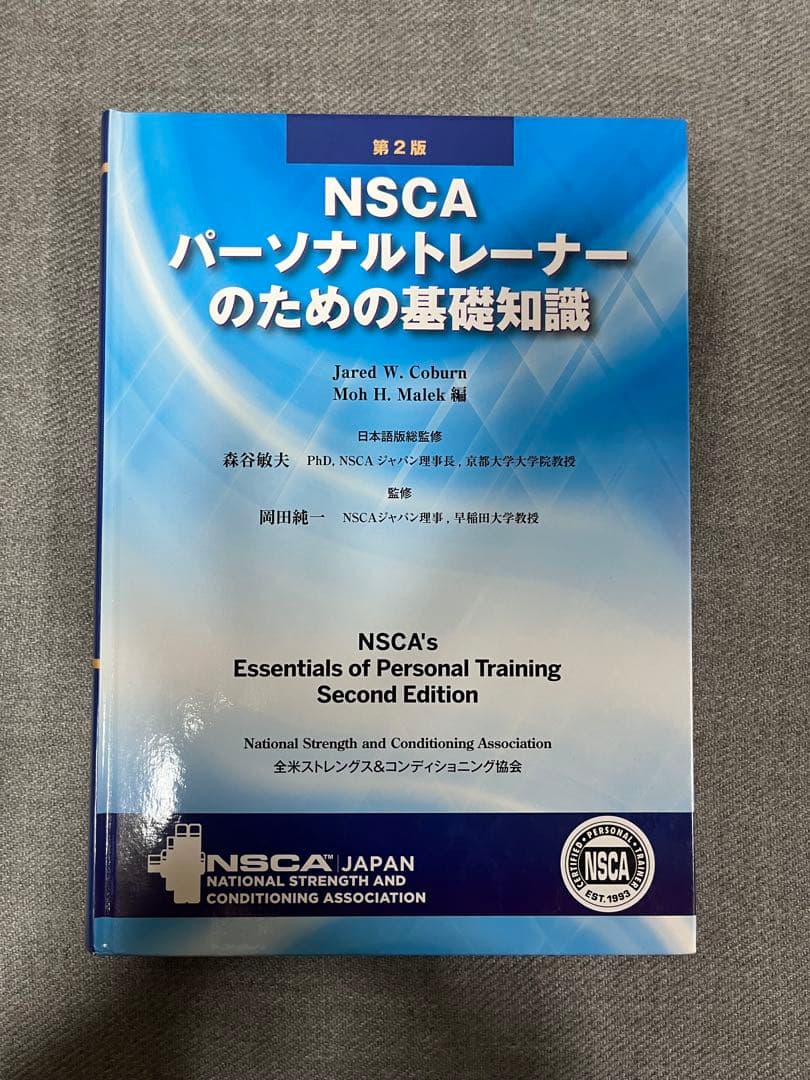 第2版
NSCA
パーソナルトレーナー
のための基礎知識
Jared W. Coburn
Moh H. Malek 編
日本語版総監修
森谷敏夫 PhD, NSCAジャパン理事長, 京都大学大学院教授
監修
岡田純一 NSCAジャパン理事, 早稲田大学教授
NSCA's
Essentials of Personal Training
Second Edition
National Strength and Conditioning Association
全米ストレングス&コンディショニング協会
NSCA™ JAPAN
NATIONAL STRENGTH AND
CONDITIONING ASSOCIATION
CERTIFIED • PERSONAL • TRAINER
NSCA
EST. 1993